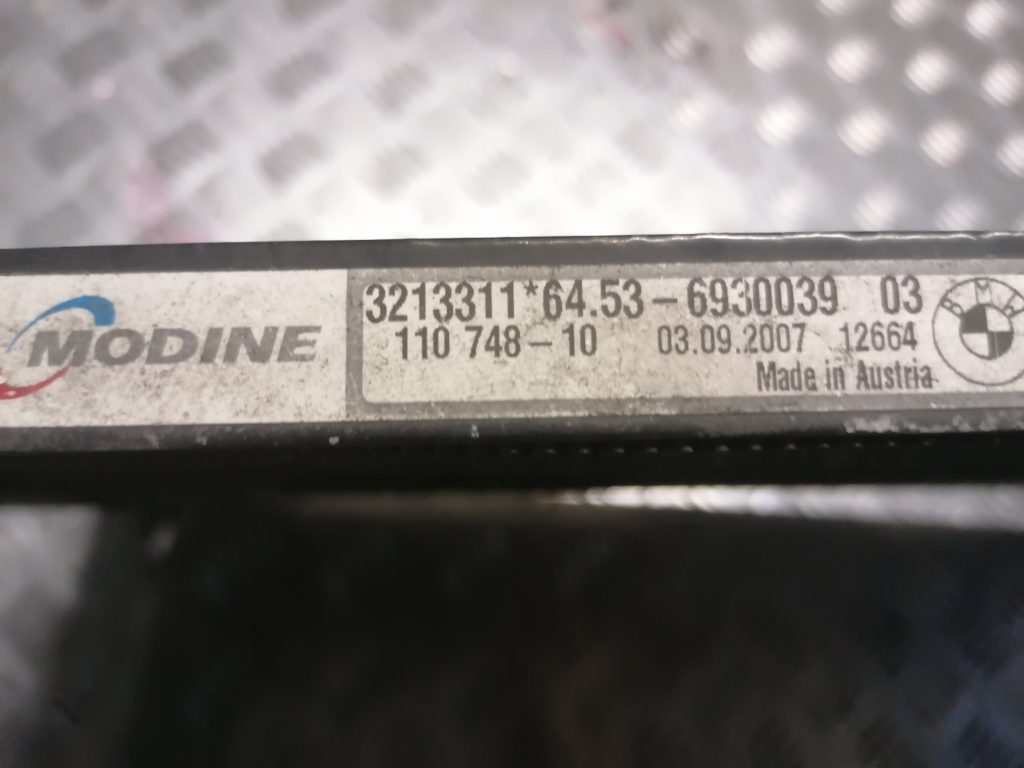 MODINE
3213311*64.53-6930039 03
110 748-10 03.09.2007 12664
Made in Austria
BMW